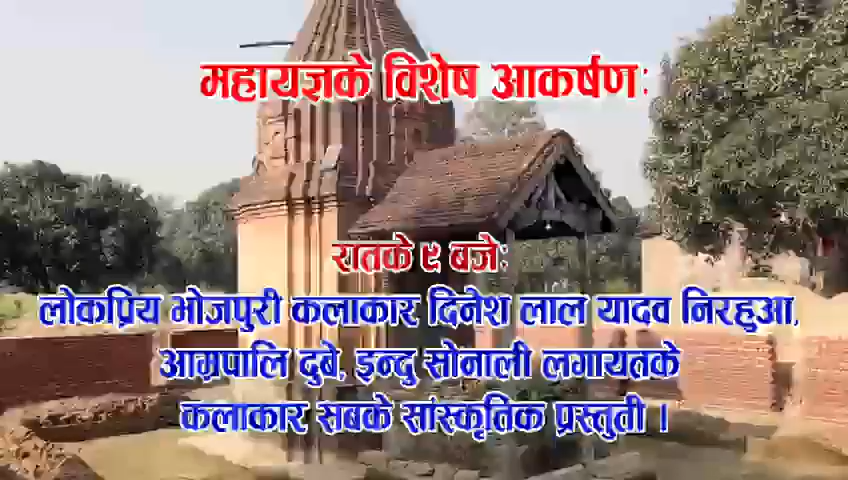 महायज्ञके विशेष आकर्षण:
रातके ९ बजे:
लोकप्रिय भोजपुरी कलाकार दिनेश लाल यादव निरहुआ,
आम्रपालि दुबे, इन्दु सोनाली लगायतके
कलाकार सबके सांस्कृतिक प्रस्तुती ।